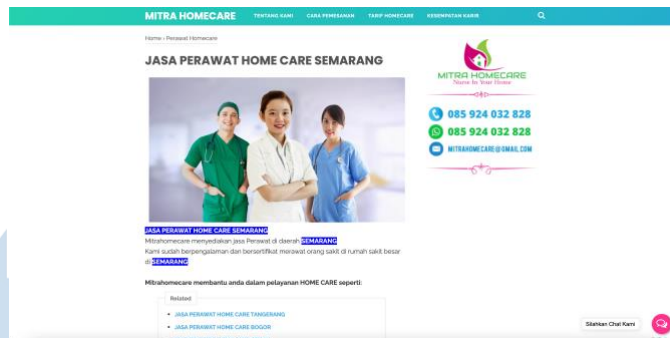 MITRA HOMECARE
TENTANG KAMI CARA PEMESANAN TARIF HOMECARE KESEMPATAN KARIR
Home › Perawat Homecare
JASA PERAWAT HOME CARE SEMARANG
MITRA HOMECARE
Nurse In Your Home
085 924 032 828
085 924 032 828
MITRAHOMECARE@GMAIL.COM
JASA PERAWAT HOME CARE SEMARANG
Mitrahomecare menyediakan jasa Perawat di daerah SEMARANG
Kami sudah berpengalaman dan bersertifikat merawat orang sakit di rumah sakit besar
di SEMARANG
Mitrahomecare membantu anda dalam pelayanan HOME CARE seperti:
Related
JASA PERAWAT HOME CARE TANGERANG
JASA PERAWAT HOME CARE BOGOR
Silahkan Chat Kami